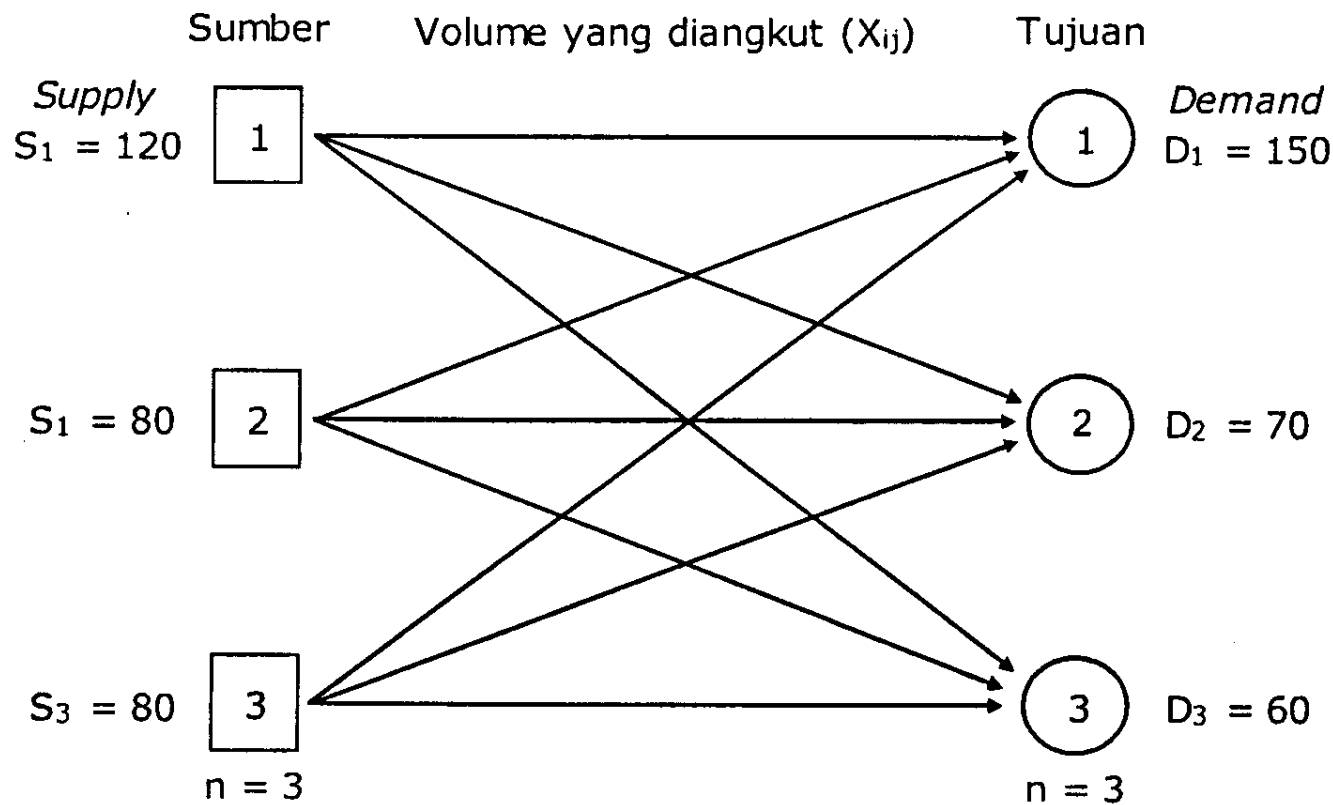 Sumber Volume yang diangkut (Xij) Tujuan
Supply
S1 = 120 1 1 Demand
D1 = 150
S1 = 80 2 2 D2 = 70
S3 = 80 3 3 D3 = 60
n = 3 n = 3